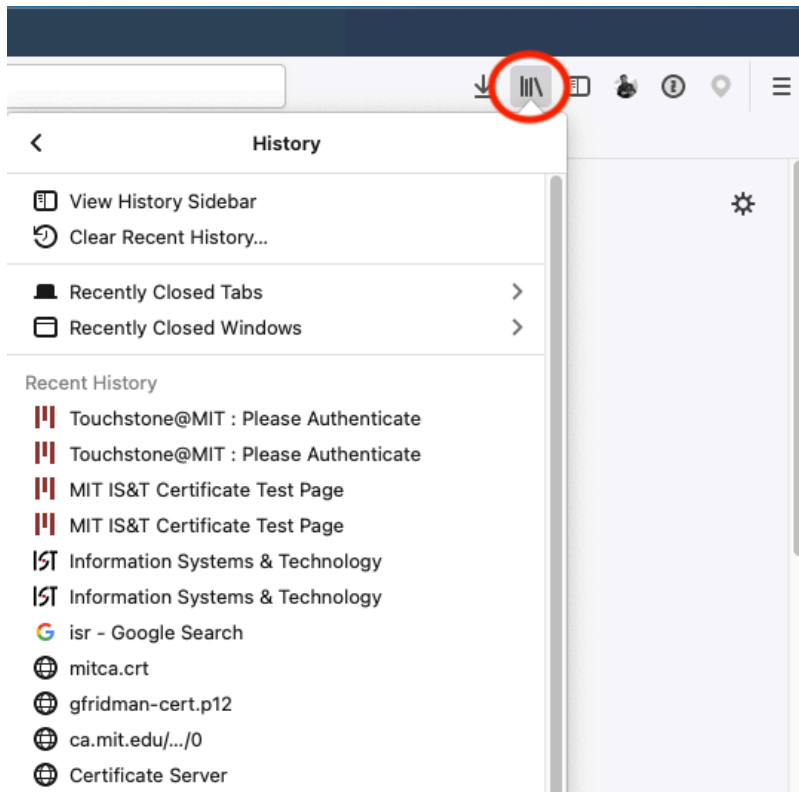 History
View History Sidebar
Clear Recent History...
Recently Closed Tabs
Recently Closed Windows
Recent History
Touchstone@MIT : Please Authenticate
Touchstone@MIT : Please Authenticate
MIT IS&T Certificate Test Page
MIT IS&T Certificate Test Page
IST Information Systems & Technology
IST Information Systems & Technology
G isr - Google Search
mitca.crt
gfridman-cert.p12
ca.mit.edu/.../0
Certificate Server